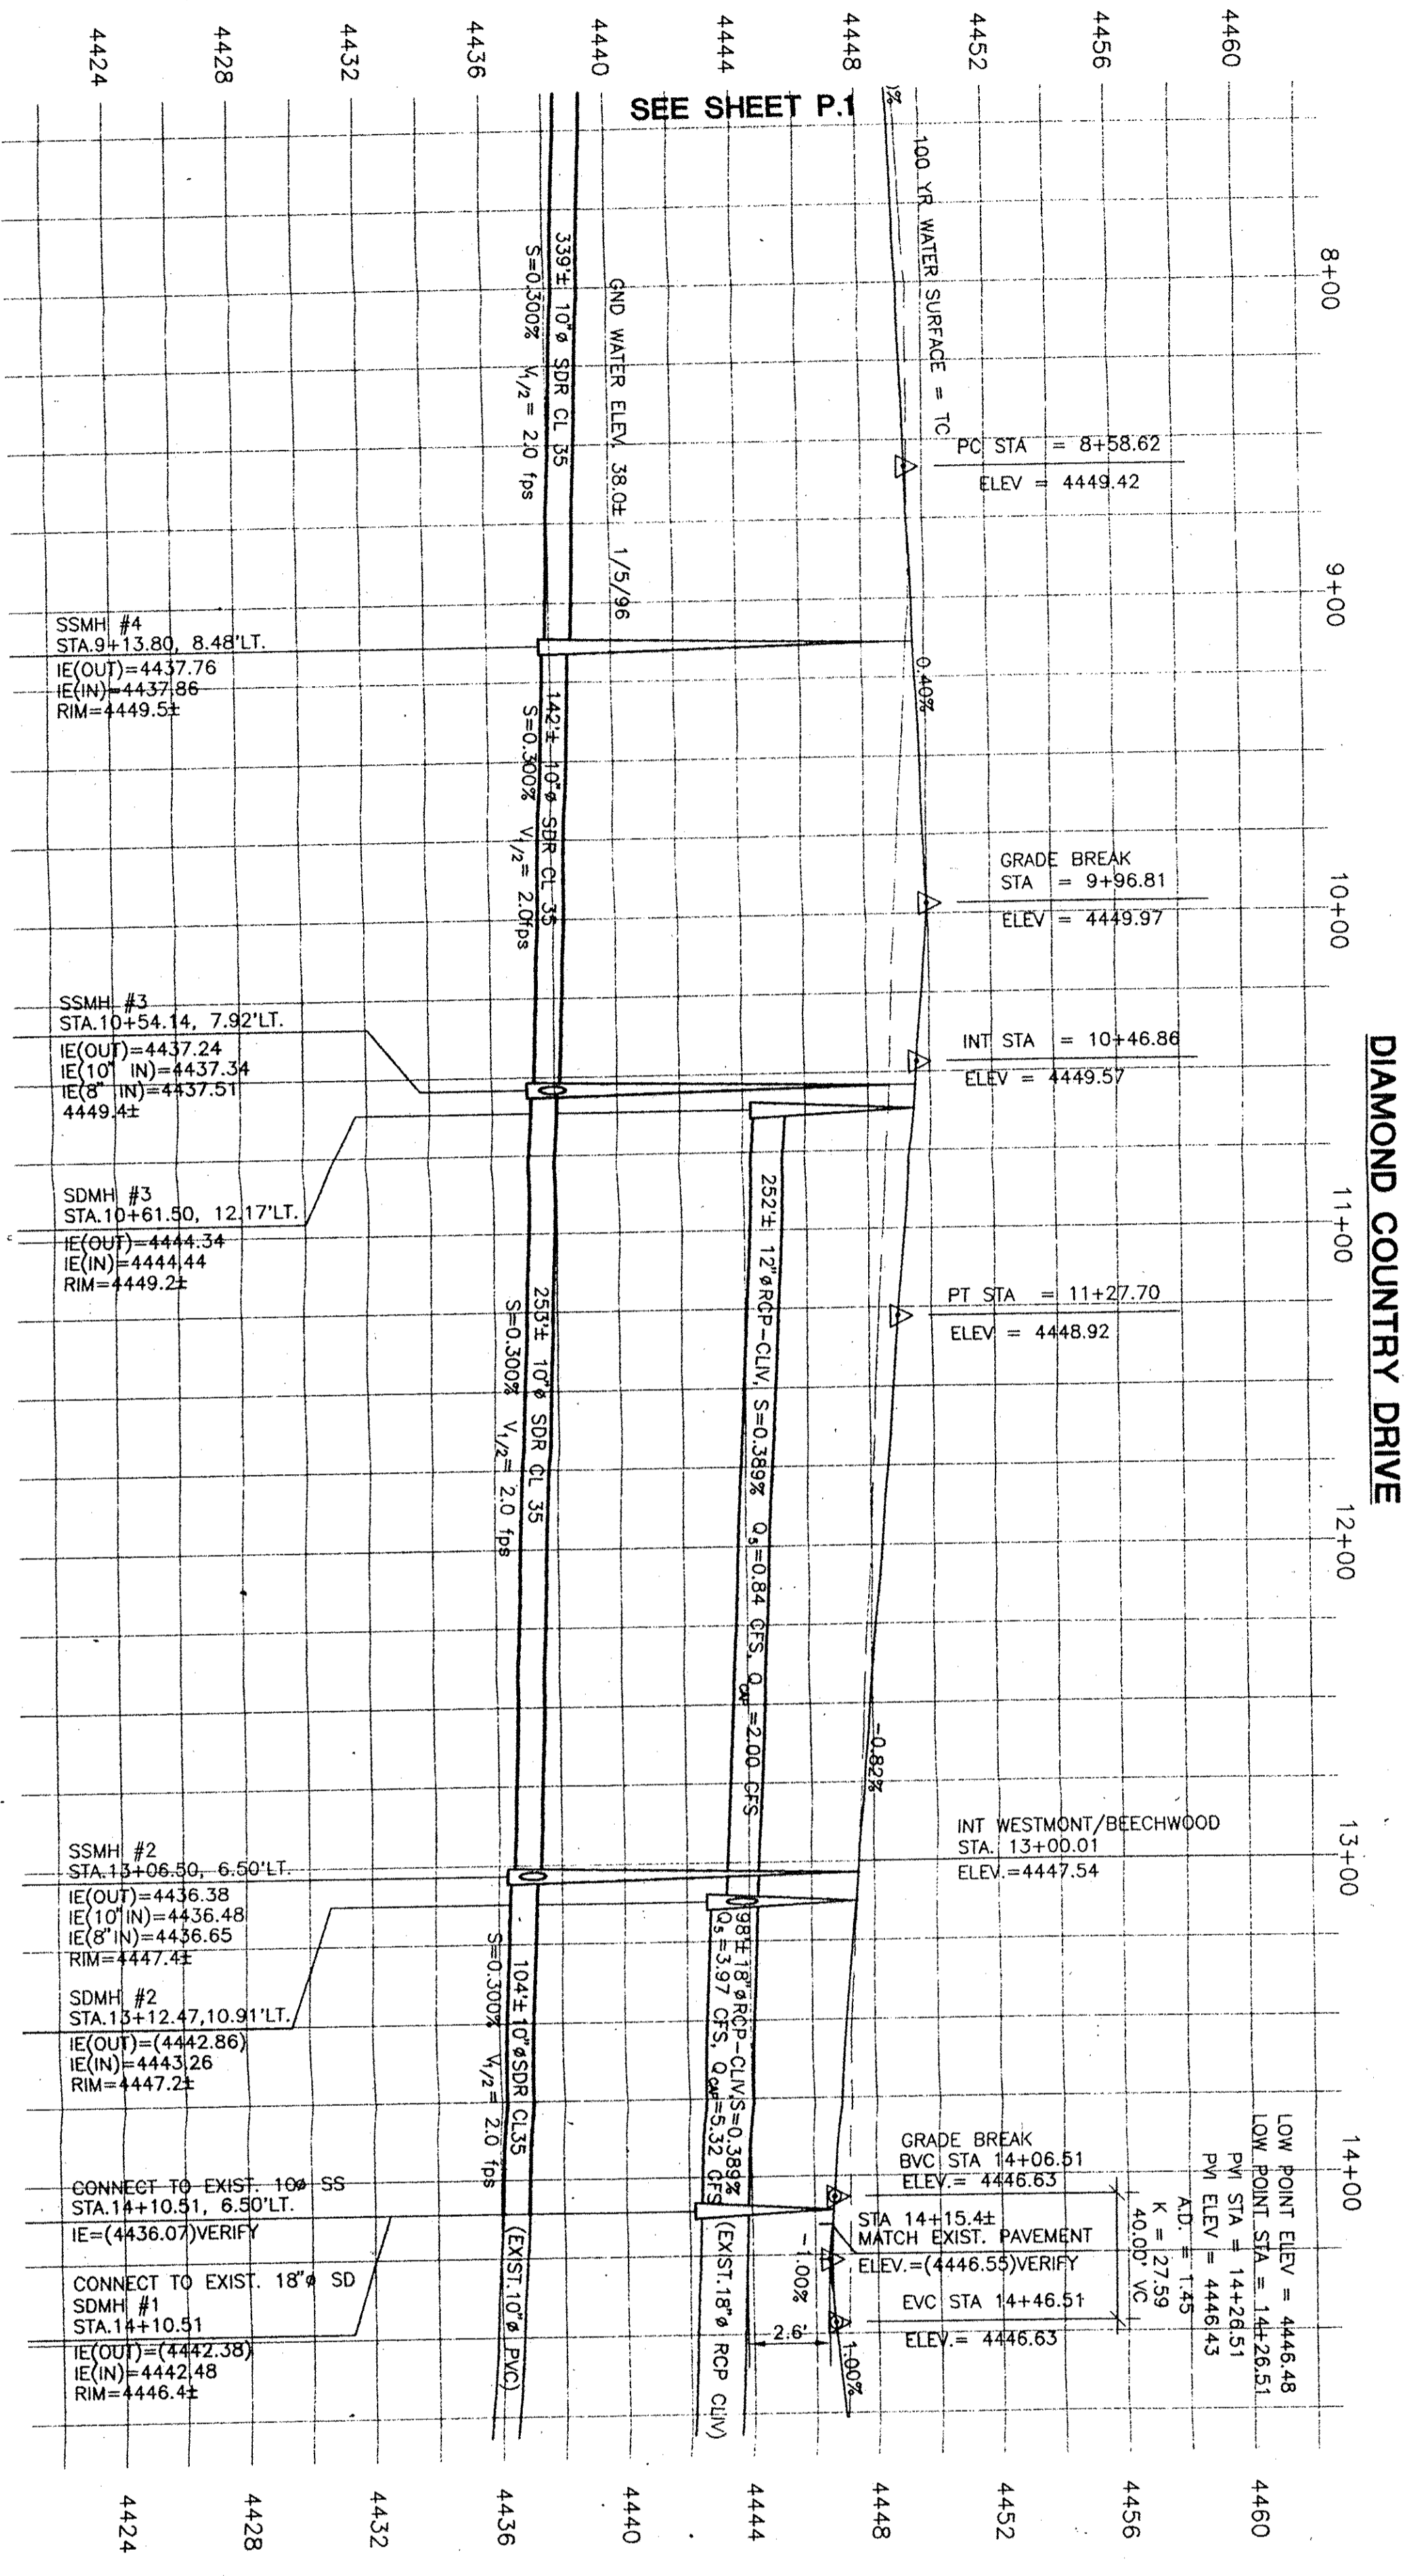 DIAMOND COUNTRY DRIVE
SEE SHEET P.1
4424
4428
4432
4436
4440
4444
4448
4452
4456
4460
8+00
9+00
10+00
11+00
12+00
13+00
14+00
1%
100 YR WATER SURFACE = TC
339'± 10"ø SDR CL 35
S=0.300% V1/2= 2.0 fps
GND WATER ELEV. 38.0± 1/5/96
PC STA = 8+58.62
ELEV = 4449.42
SSMH #4
STA.9+13.80, 8.48'LT.
IE(OUT)=4437.76
IE(IN)=4437.86
RIM=4449.5±
0.40%
142'± 10"ø SDR CL 35
S=0.300% V1/2= 2.0fps
GRADE BREAK
STA = 9+96.81
ELEV = 4449.97
SSMH #3
STA.10+54.14, 7.92'LT.
IE(OUT)=4437.24
IE(10" IN)=4437.34
IE(8" IN)=4437.51
4449.4±
INT STA = 10+46.86
ELEV = 4449.57
SDMH #3
STA.10+61.50, 12.17'LT.
IE(OUT)=4444.34
IE(IN)=4444.44
RIM=4449.2±
252'± 12"øRCP-CLIV, S=0.389% Q5=0.84 CFS, QCAP=2.00 CFS
253'± 10"ø SDR CL 35
S=0.300% V1/2= 2.0 fps
PT STA = 11+27.70
ELEV = 4448.92
-0.82%
INT WESTMONT/BEECHWOOD
STA. 13+00.01
ELEV.=4447.54
SSMH #2
STA.13+06.50, 6.50'LT.
IE(OUT)=4436.38
IE(10"IN)=4436.48
IE(8"IN)=4436.65
RIM=4447.4±
SDMH #2
STA.13+12.47,10.91'LT.
IE(OUT)=(4442.86)
IE(IN)=4443.26
RIM=4447.2±
98'± 18"øRCP-CLIV,S=0.389%
Q5=3.97 CFS, QCAP=5.32 CFS
104'± 10"øSDR CL35
S=0.300% V1/2= 2.0 fps
CONNECT TO EXIST. 10ø SS
STA.14+10.51, 6.50'LT.
IE=(4436.07)VERIFY
CONNECT TO EXIST. 18"ø SD
SDMH #1
STA.14+10.51
IE(OUT)=(4442.38)
IE(IN)=4442.48
RIM=4446.4±
(EXIST.10"ø PVC)
(EXIST.18"ø RCP CLIV)
GRADE BREAK
BVC STA 14+06.51
ELEV.= 4446.63
STA 14+15.4±
MATCH EXIST. PAVEMENT
ELEV.=(4446.55)VERIFY
EVC STA 14+46.51
ELEV.= 4446.63
-1.00%
1.00%
2.6'
LOW POINT ELEV = 4446.48
LOW POINT STA = 14+26.51
PVI STA = 14+26.51
PVI ELEV = 4446.43
A.D. = 1.45
K = 27.59
40.00' VC
4424
4428
4432
4436
4440
4444
4448
4452
4456
4460